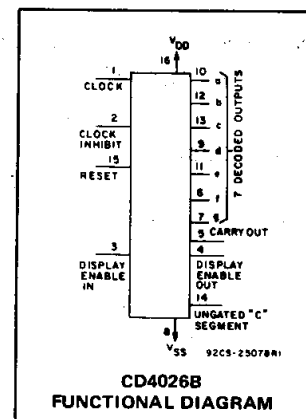 VDD
16
1
CLOCK
10 a
12 b
2
CLOCK
INHIBIT
13 c
9 d
15
RESET
11 e
6 f
7 g
7 DECODED OUTPUTS
5
CARRY OUT
3
DISPLAY
ENABLE
IN
4
DISPLAY
ENABLE
OUT
14
UNGATED "C"
SEGMENT
8
VSS
92CS-25078R1
CD4026B
FUNCTIONAL DIAGRAM